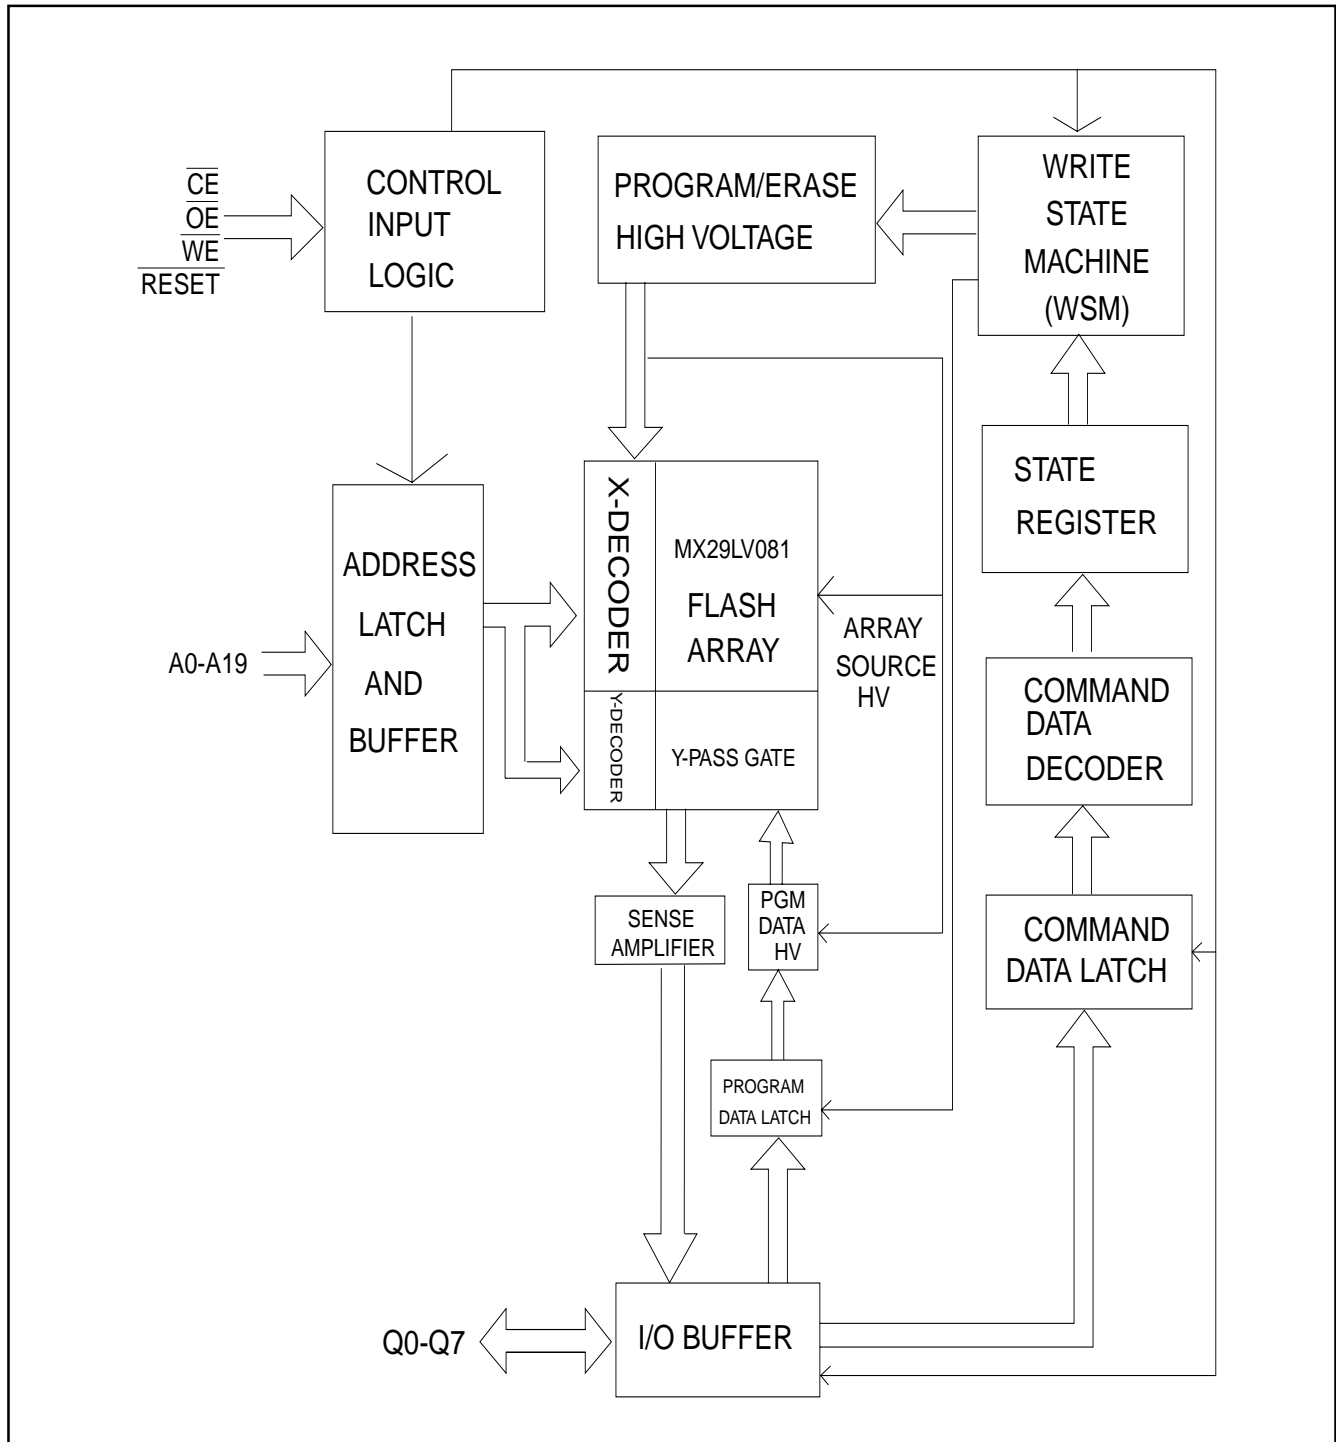 CE
OE
WE
RESET
CONTROL
INPUT
LOGIC
PROGRAM/ERASE
HIGH VOLTAGE
WRITE
STATE
MACHINE
(WSM)
STATE
REGISTER
A0-A19
ADDRESS
LATCH
AND
BUFFER
X-DECODER
MX29LV081
FLASH
ARRAY
ARRAY
SOURCE
HV
Y-DECODER
Y-PASS GATE
COMMAND
DATA
DECODER
SENSE
AMPLIFIER
PGM
DATA
HV
COMMAND
DATA LATCH
PROGRAM
DATA LATCH
Q0-Q7
I/O BUFFER